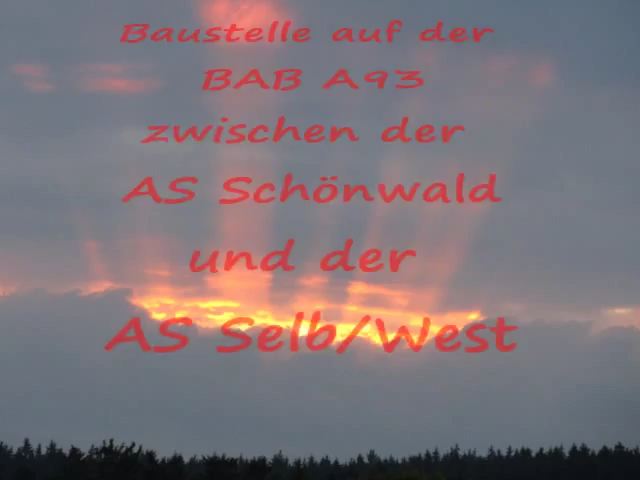 Baustelle auf der
BAB A93
zwischen der
AS Schönwald
und der
AS Selb/West